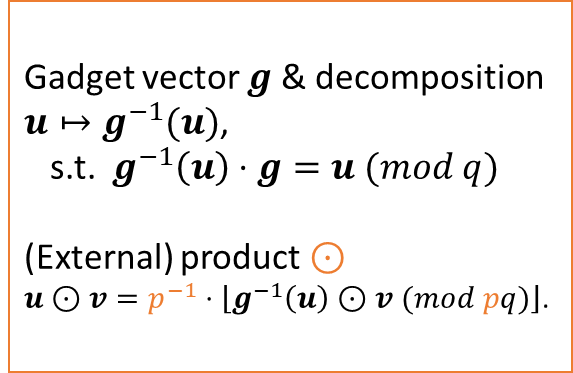 Gadget vector 𝒈 & decomposition
𝒖 ↦ 𝒈⁻¹(𝒖),
s.t. 𝒈⁻¹(𝒖) · 𝒈 = 𝒖 (𝑚𝑜𝑑 𝑞)
(External) product ⊙
𝒖 ⊙ 𝒗 = 𝑝⁻¹ · ⌊𝒈⁻¹(𝒖) ⊙ 𝒗 (𝑚𝑜𝑑 𝑝𝑞)⌉.